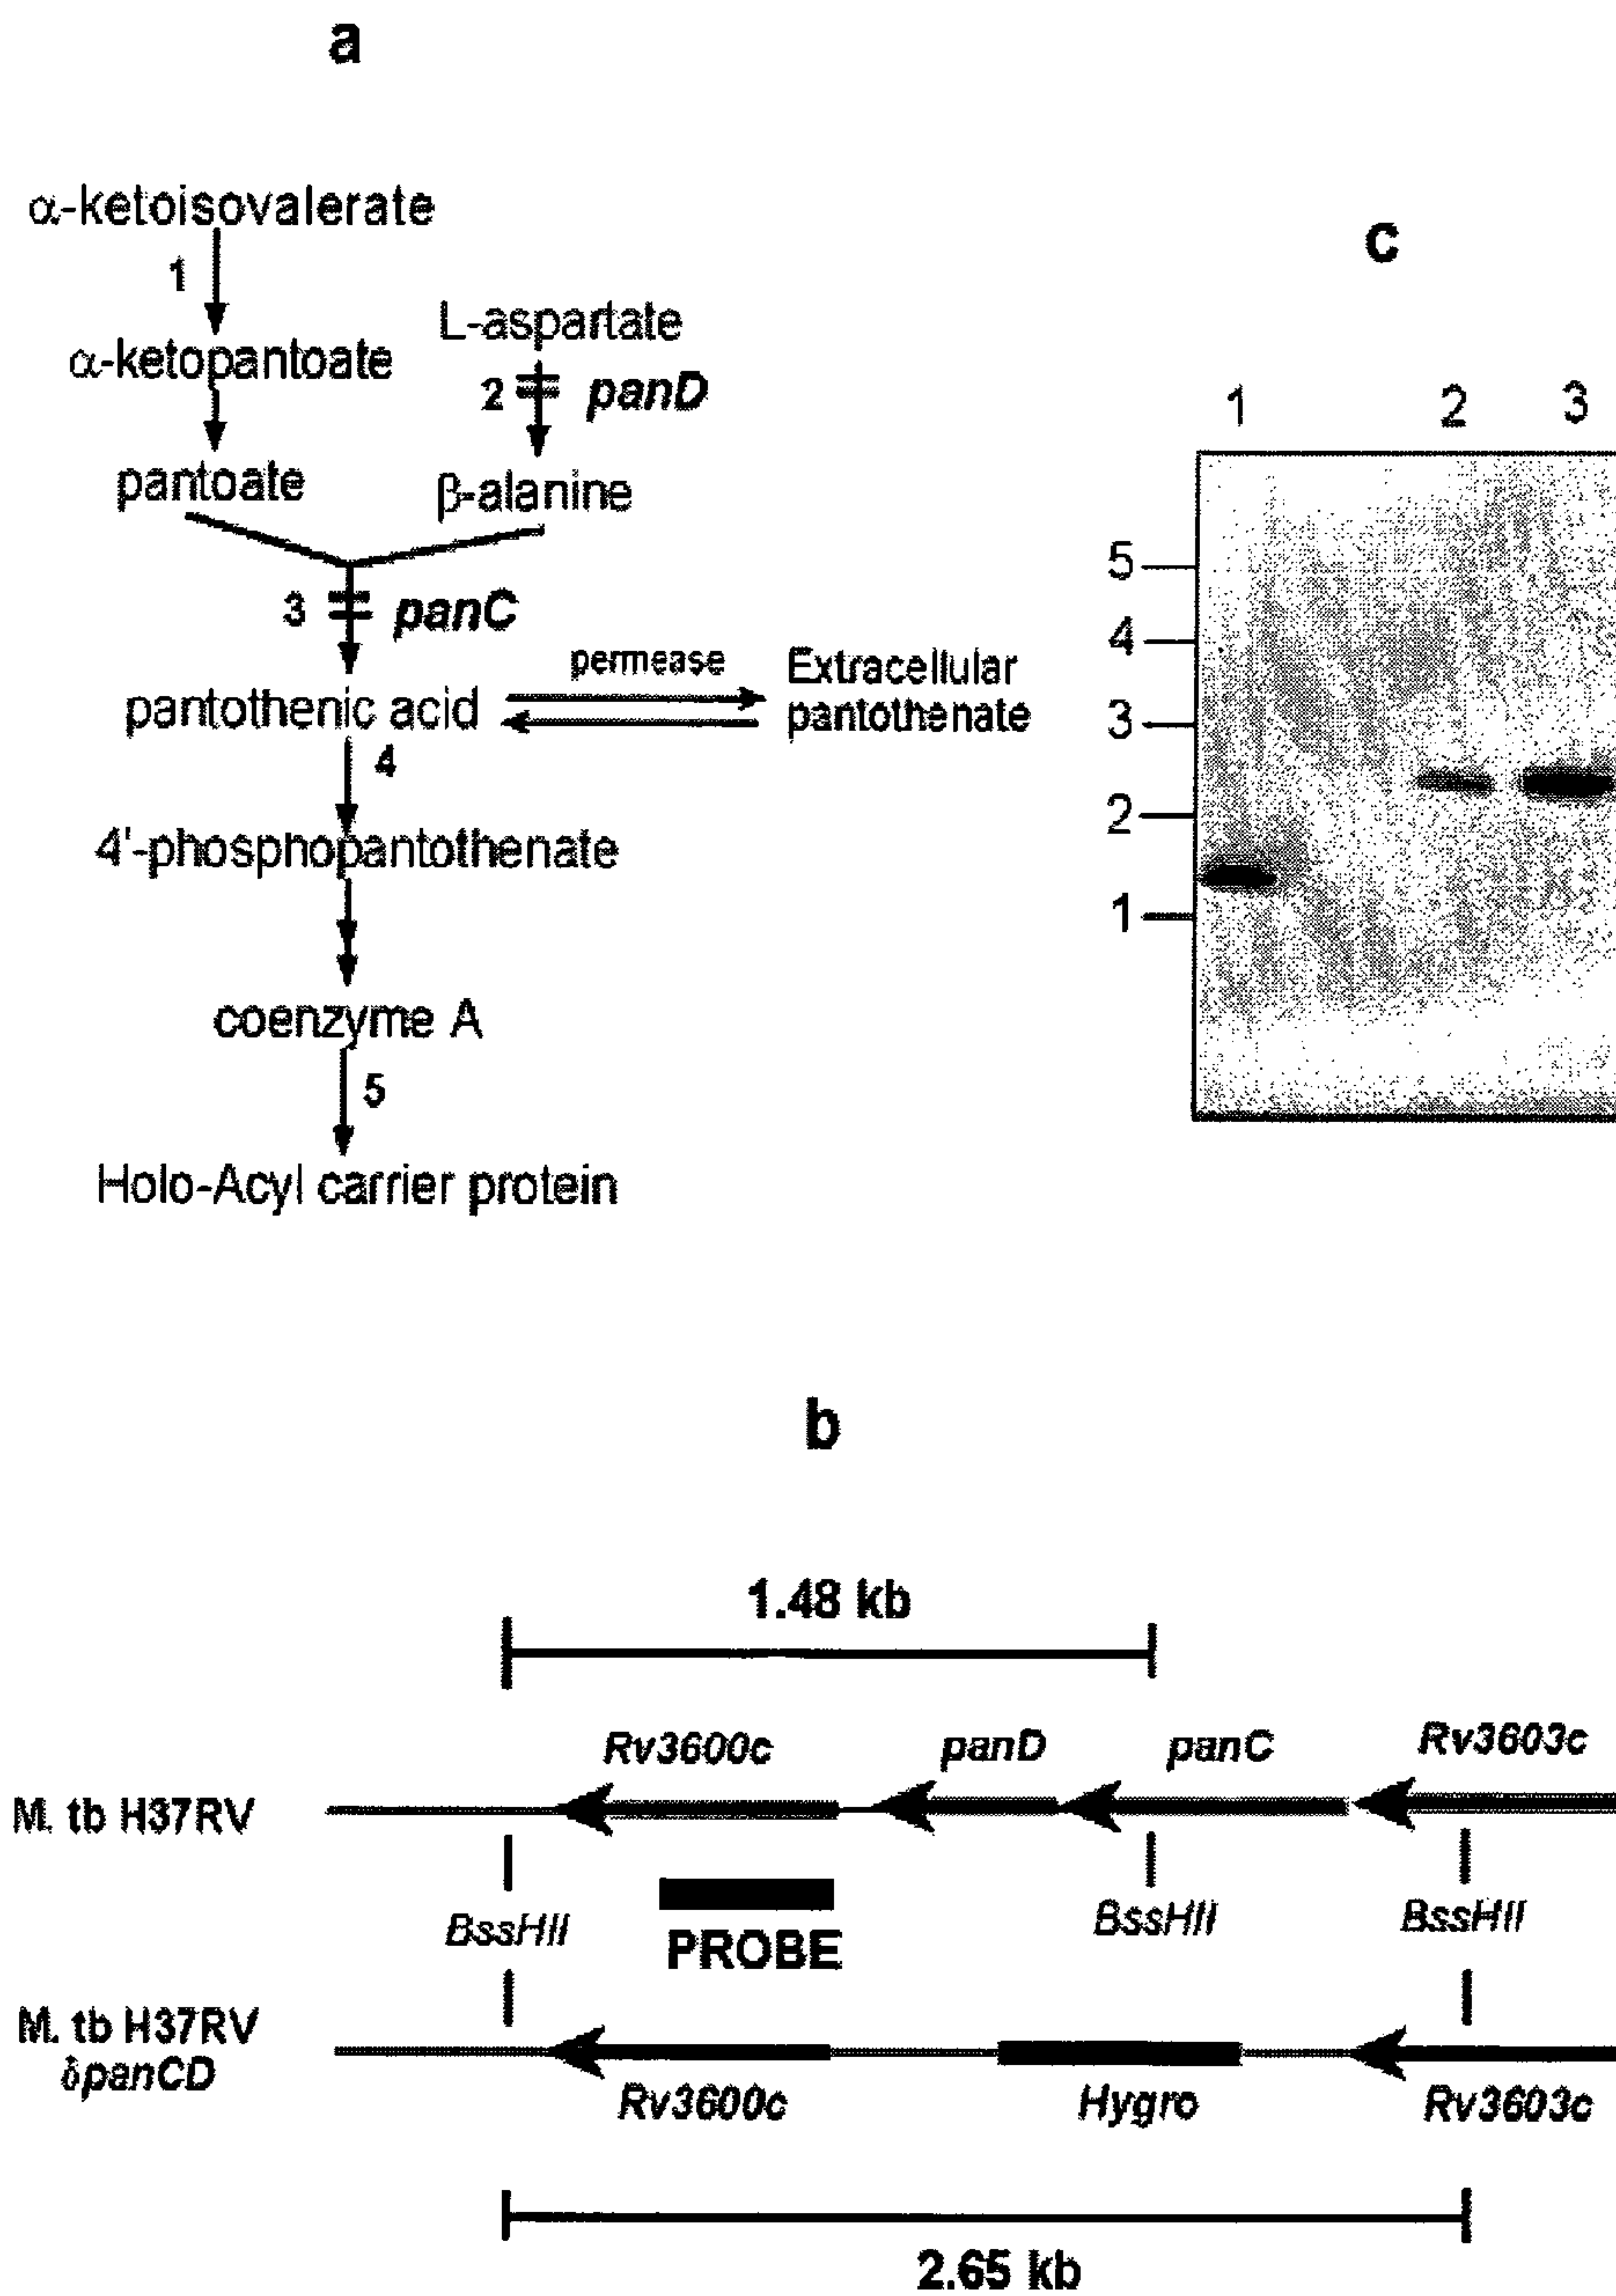 a
α-ketoisovalerate
1
α-ketopantoate
L-aspartate
2 panD
pantoate
β-alanine
3 panC
pantothenic acid
permease
Extracellular
pantothenate
4
4'-phosphopantothenate
coenzyme A
5
Holo-Acyl carrier protein
c
1 2 3
5
4
3
2
1
b
1.48 kb
Rv3600c panD panC Rv3603c
M. tb H37RV
BssHII BssHII BssHII
PROBE
M. tb H37RV
δpanCD
Rv3600c Hygro Rv3603c
2.65 kb